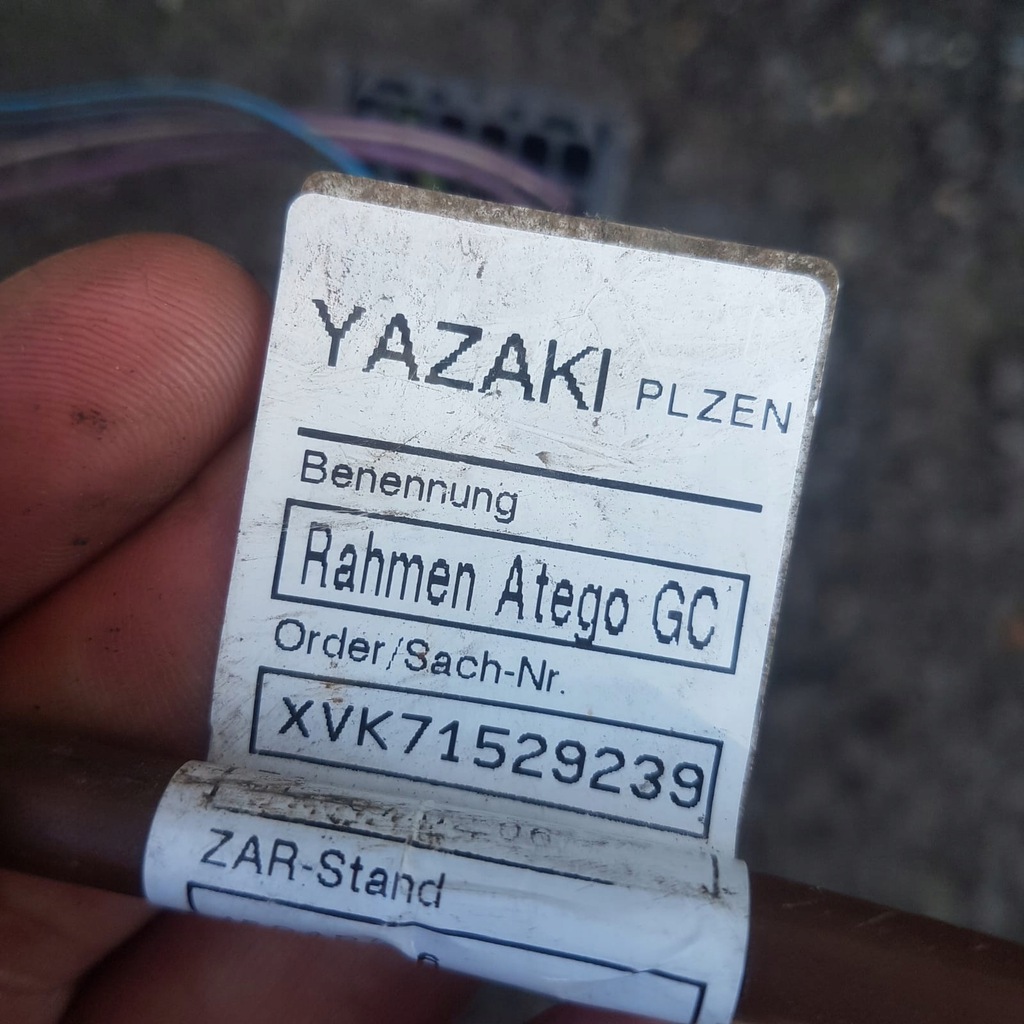 YAZAKI PLZEN
Benennung
Rahmen Atego GC
Order/Sach-Nr.
XVK71529239
ZAR-Stand